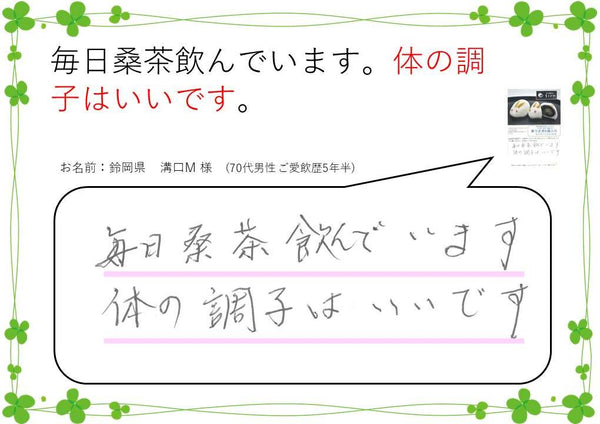 毎日桑茶飲んでいます。体の調
子はいいです。
お名前：鈴岡県　溝口M 様　(70代男性 ご愛飲歴5年半)
毎日桑茶飲んでいます
体の調子はいいです